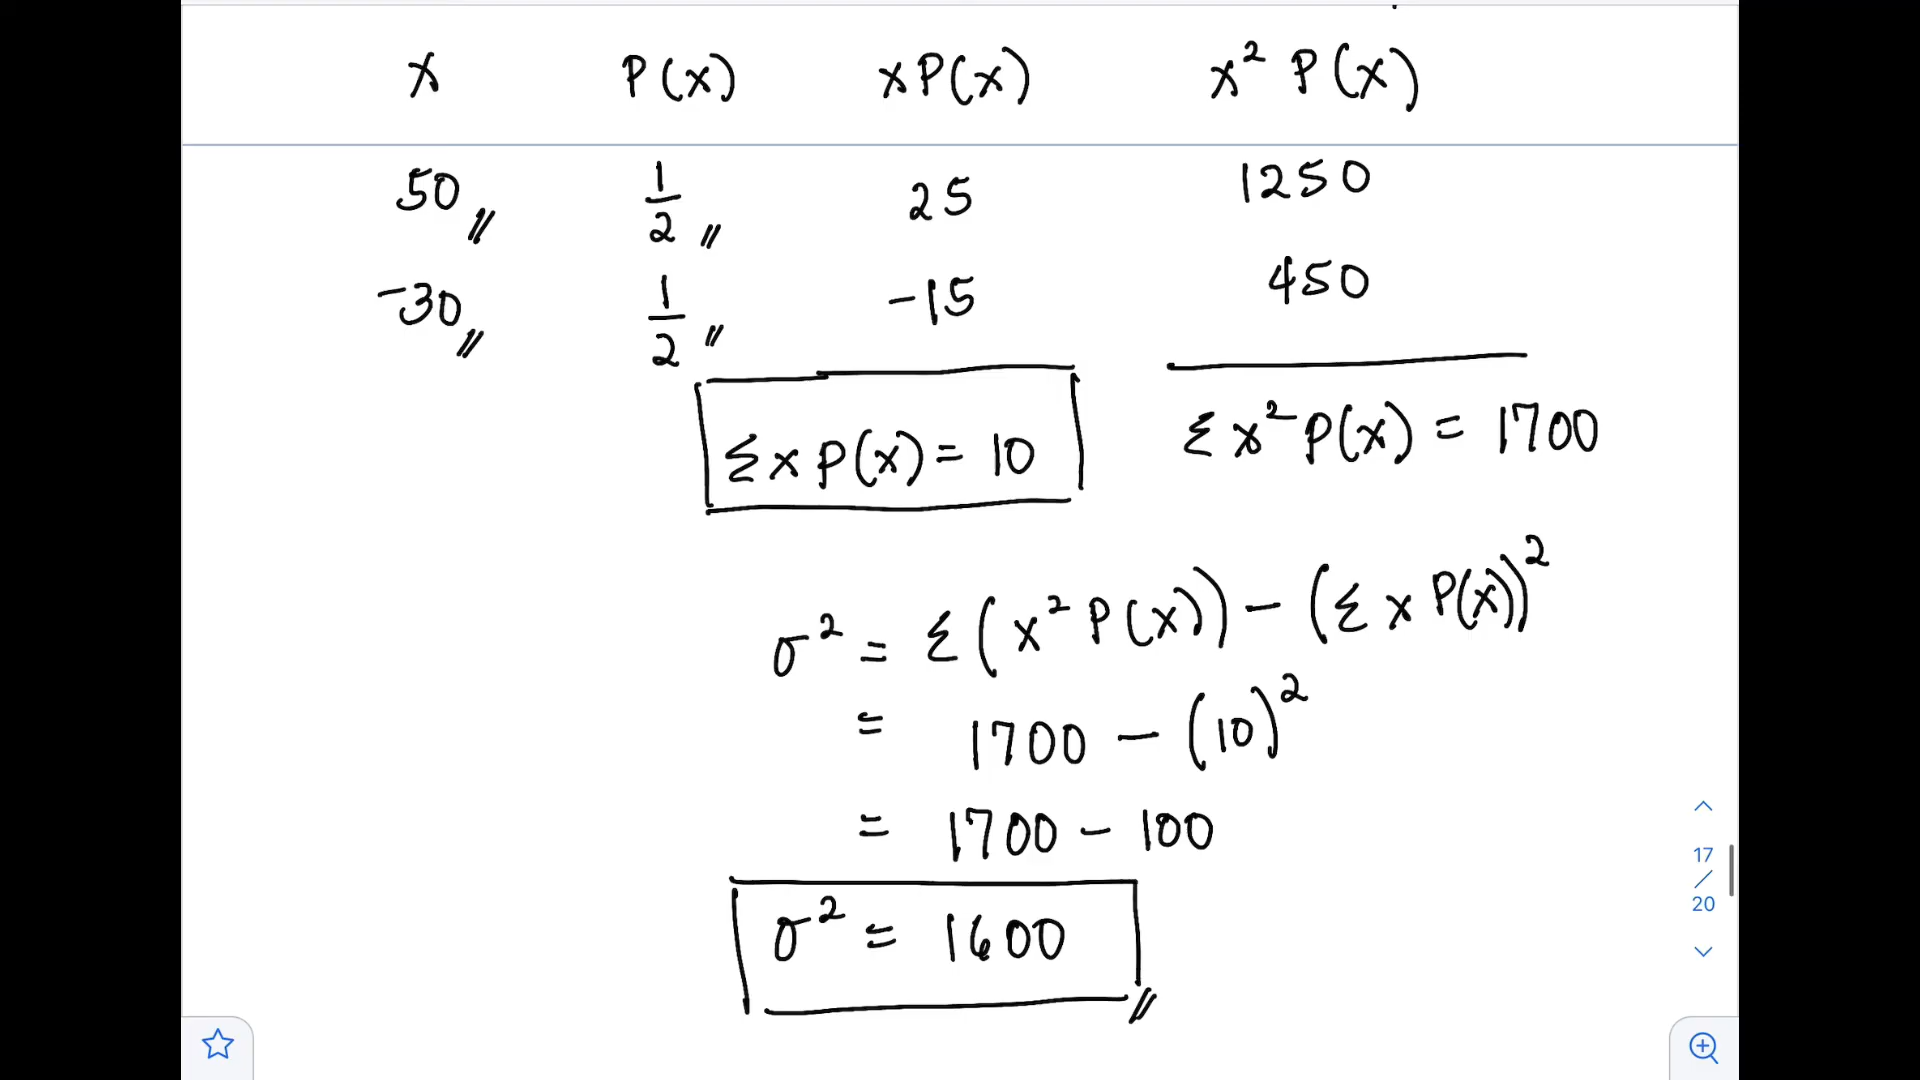 x P(x) xP(x) x² P(x)
50 1/2 25 1250
-30 1/2 -15 450
Σ x P(x) = 10 Σ x² P(x) = 1700
σ² = Σ (x² P(x)) - (Σ x P(x))²
= 1700 - (10)²
= 1700 - 100
σ² = 1600
17
/
20